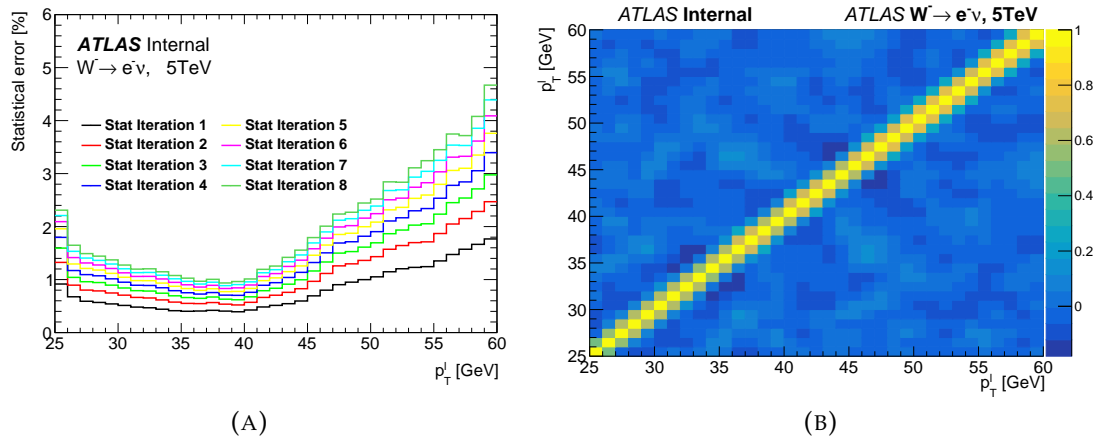 Statistical error [%]
6
5
4
3
2
1
0
ATLAS Internal
W⁻→ e⁻ν, 5TeV
Stat Iteration 1
Stat Iteration 2
Stat Iteration 3
Stat Iteration 4
Stat Iteration 5
Stat Iteration 6
Stat Iteration 7
Stat Iteration 8
25 30 35 40 45 50 55 60
p_T^l [GeV]
(A)
ATLAS Internal
ATLAS W⁻→ e⁻ν, 5TeV
p_T^l [GeV]
60
55
50
45
40
35
30
25
25 30 35 40 45 50 55 60
p_T^l [GeV]
1
0.8
0.6
0.4
0.2
0
(B)